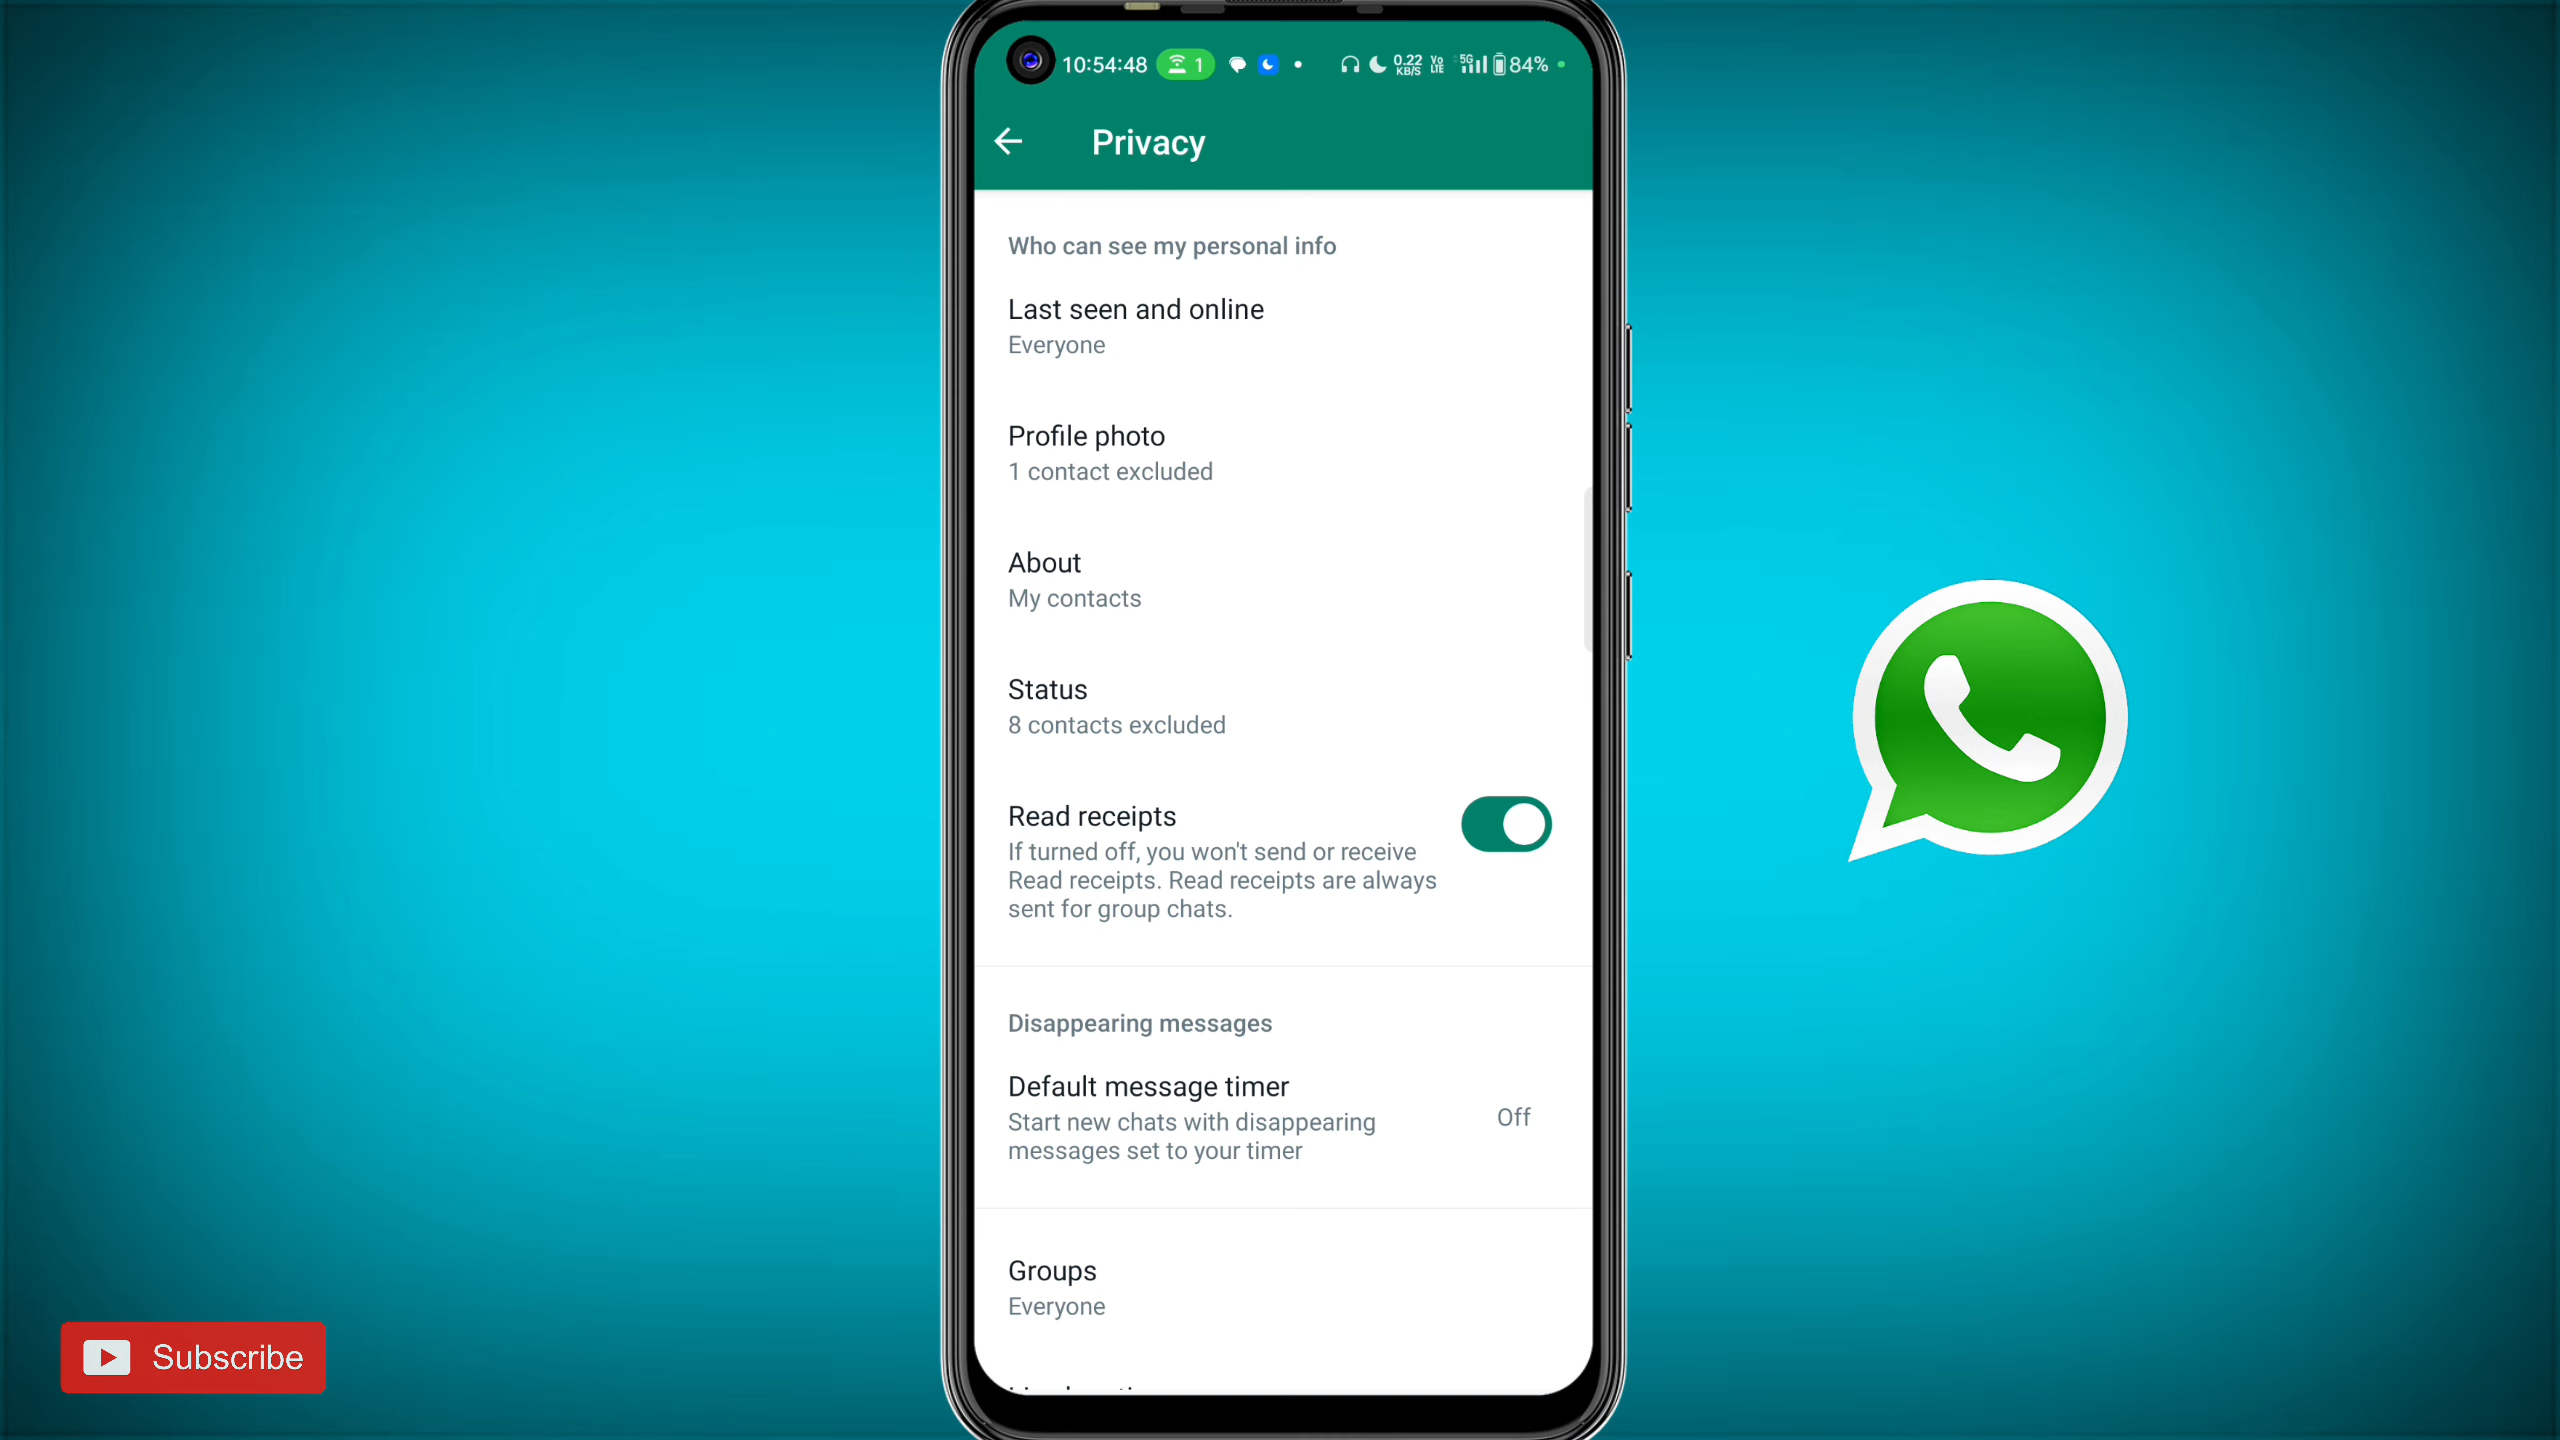 10:54:48 1 0.22 KB/S Vo LTE 5G 84%
Privacy
Who can see my personal info
Last seen and online
Everyone
Profile photo
1 contact excluded
About
My contacts
Status
8 contacts excluded
Read receipts
If turned off, you won't send or receive
Read receipts. Read receipts are always
sent for group chats.
Disappearing messages
Default message timer
Start new chats with disappearing
messages set to your timer
Off
Groups
Everyone
Subscribe